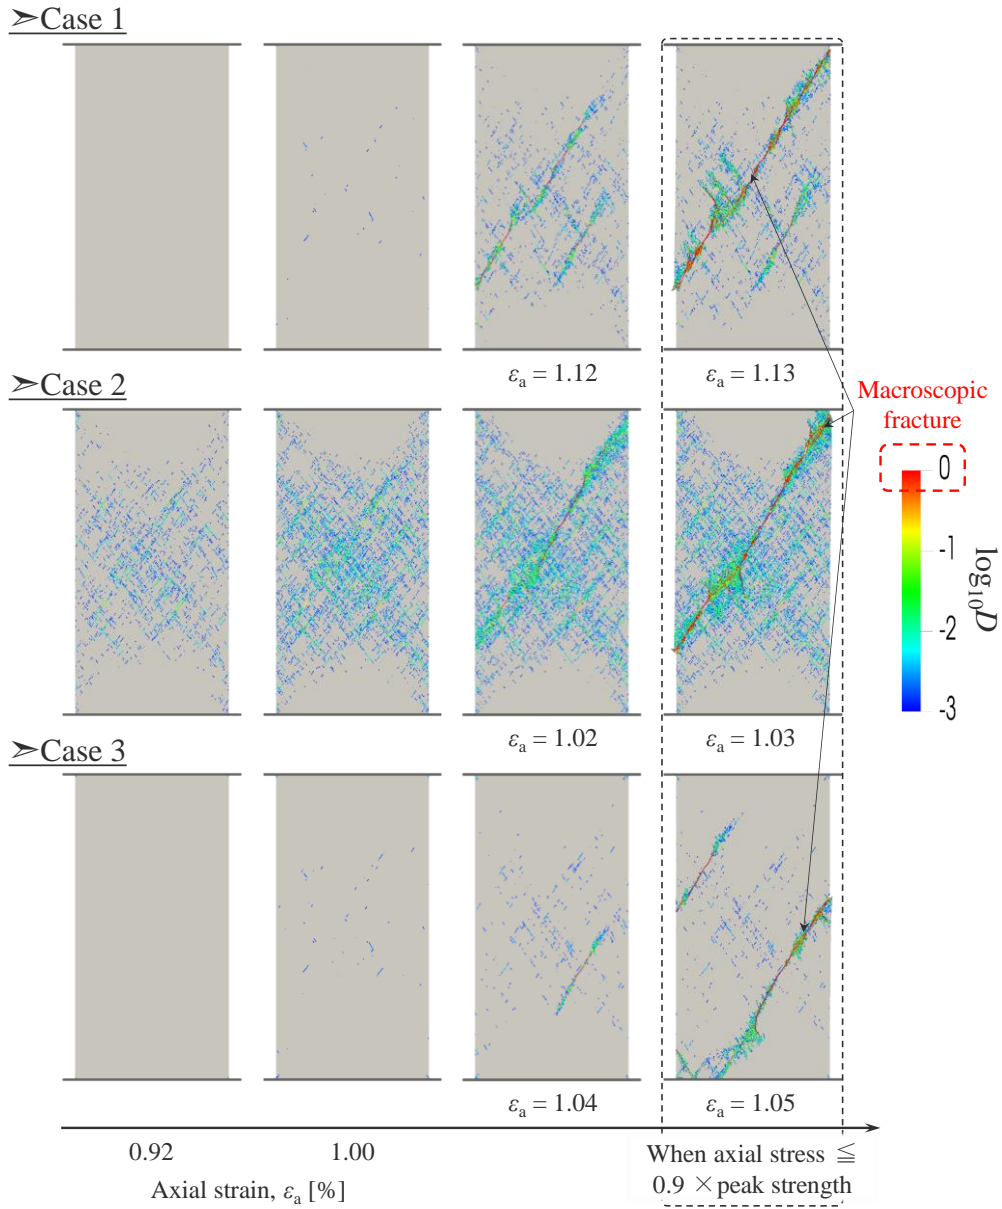 ➣Case 1
εa = 1.12
εa = 1.13
➣Case 2
Macroscopic
fracture
0
-1
-2
-3
log10D
εa = 1.02
εa = 1.03
➣Case 3
εa = 1.04
εa = 1.05
0.92
1.00
Axial strain, εa [%]
When axial stress ≦
0.9 ×peak strength